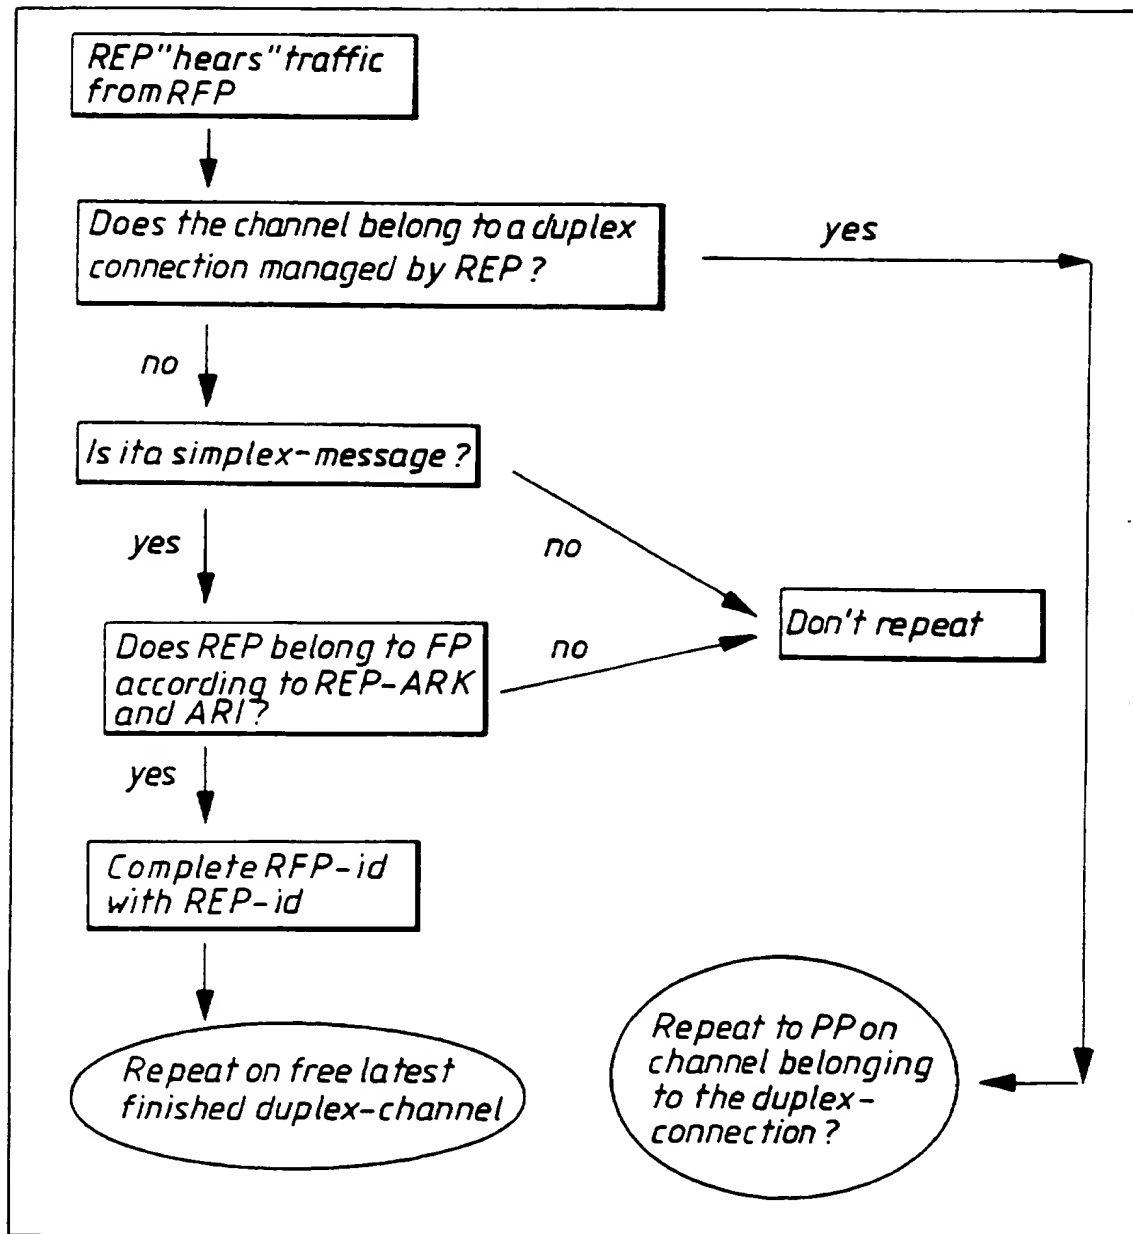 REP "hears" traffic
from RFP
Does the channel belong to a duplex
connection managed by REP?
yes
no
Is it a simplex-message?
yes
no
Don't repeat
Does REP belong to FP
according to REP-ARK
and ARI?
no
yes
Complete RFP-id
with REP-id
Repeat on free latest
finished duplex-channel
Repeat to PP on
channel belonging
to the duplex-
connection?